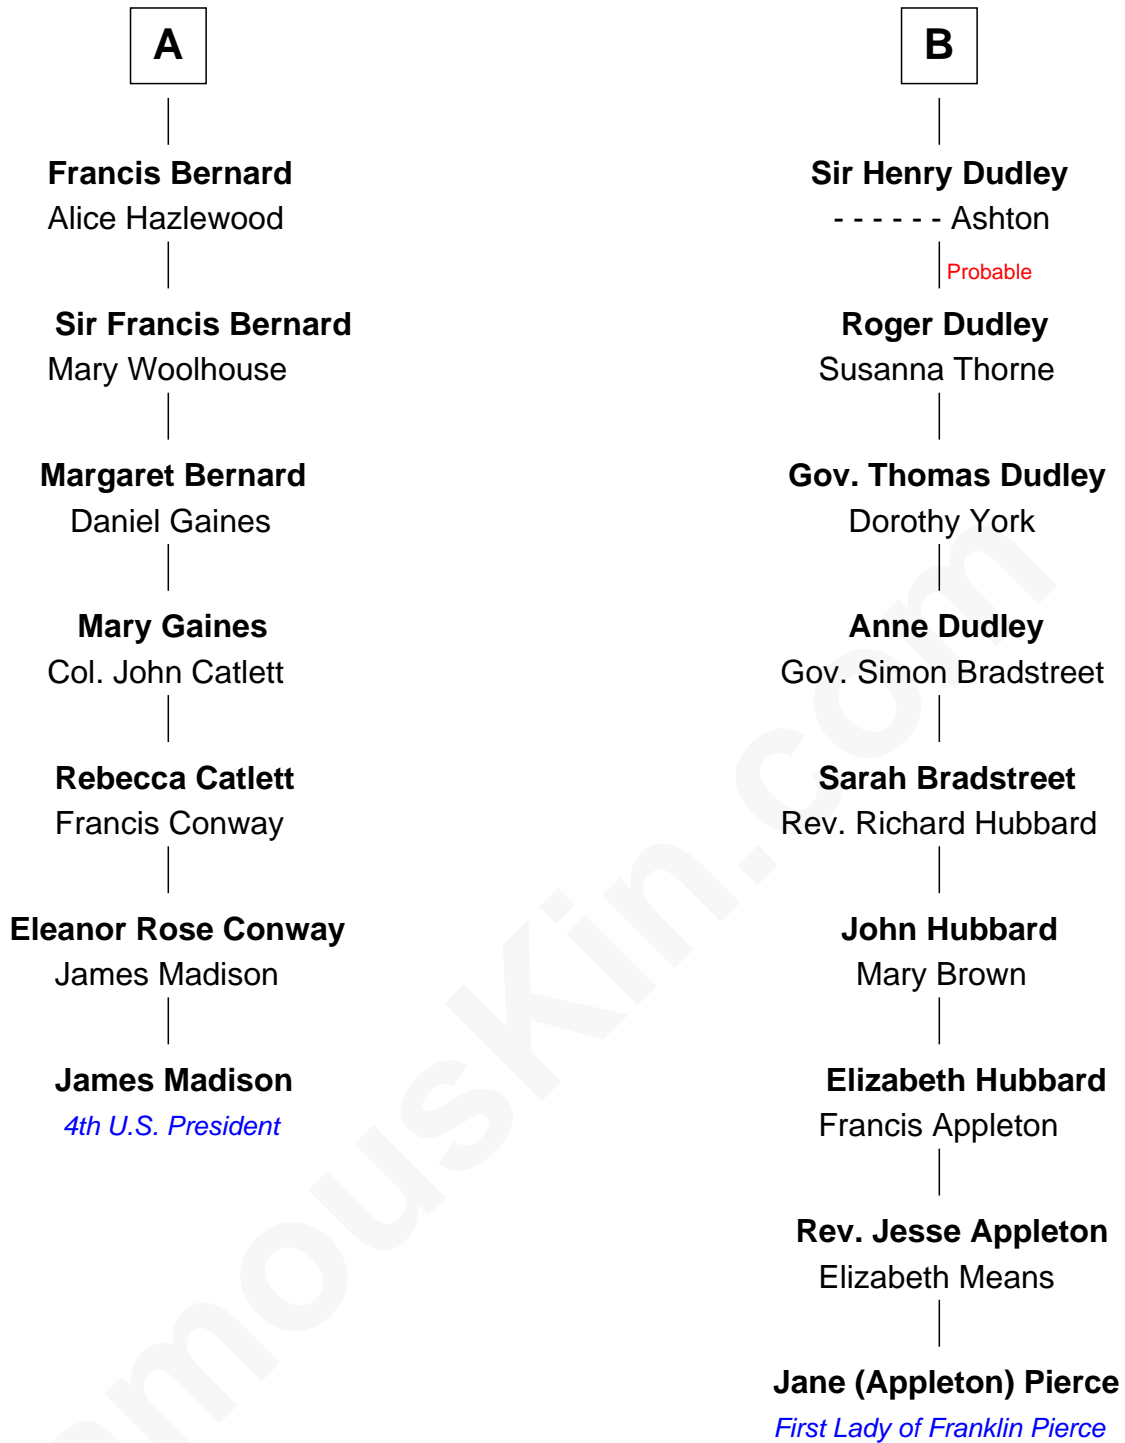 A
Francis Bernard
Alice Hazlewood
Sir Francis Bernard
Mary Woolhouse
Margaret Bernard
Daniel Gaines
Mary Gaines
Col. John Catlett
Rebecca Catlett
Francis Conway
Eleanor Rose Conway
James Madison
James Madison
4th U.S. President
B
Sir Henry Dudley
- - - - - - Ashton
Probable
Roger Dudley
Susanna Thorne
Gov. Thomas Dudley
Dorothy York
Anne Dudley
Gov. Simon Bradstreet
Sarah Bradstreet
Rev. Richard Hubbard
John Hubbard
Mary Brown
Elizabeth Hubbard
Francis Appleton
Rev. Jesse Appleton
Elizabeth Means
Jane (Appleton) Pierce
First Lady of Franklin Pierce
amouskin.com